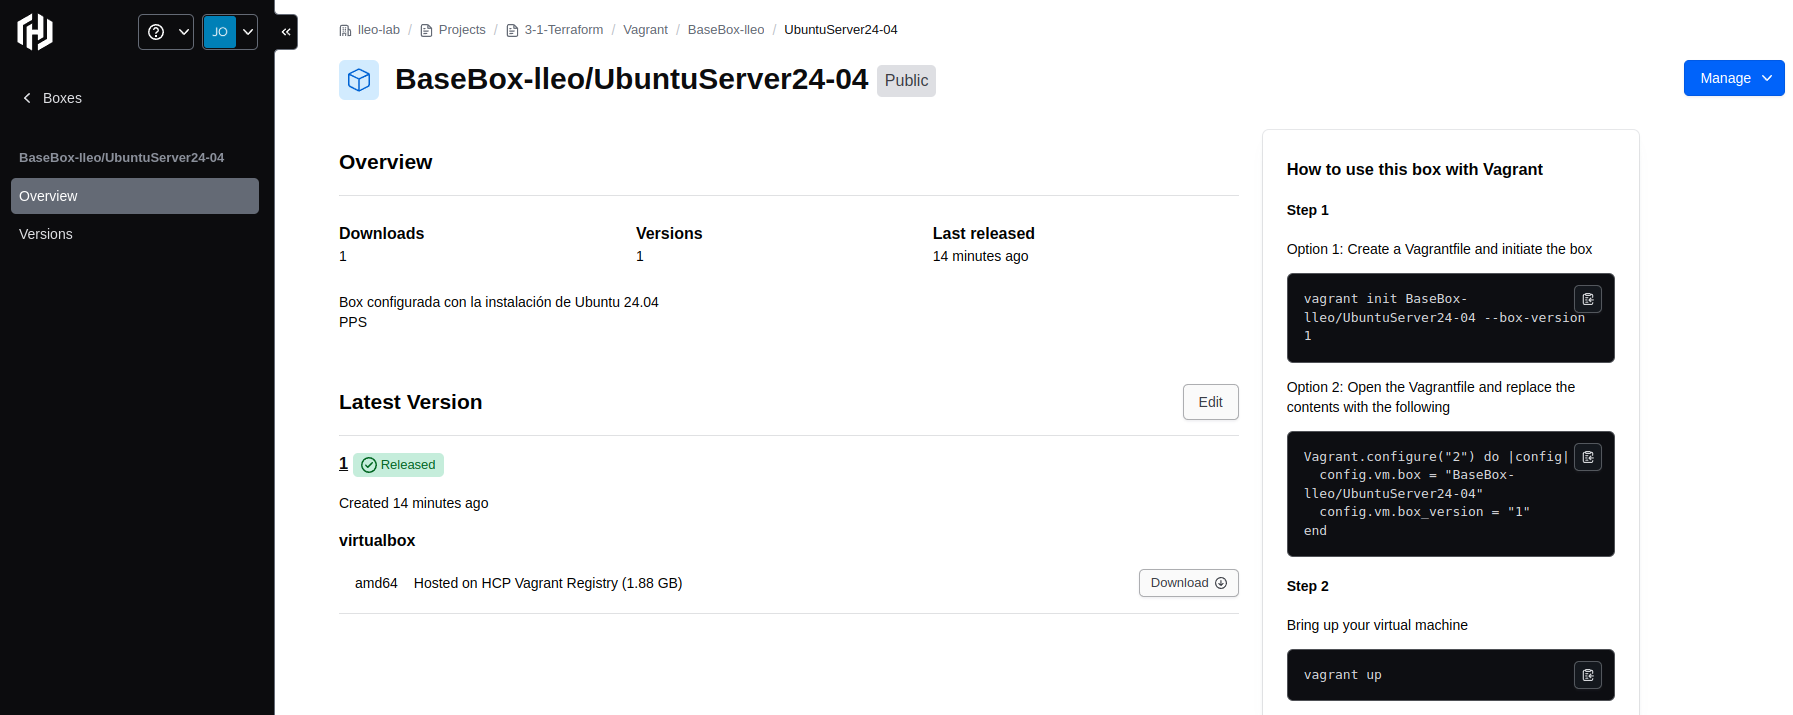 JO
Boxes
BaseBox-lleo/UbuntuServer24-04
Overview
Versions
lleo-lab / Projects / 3-1-Terraform / Vagrant / BaseBox-lleo / UbuntuServer24-04
BaseBox-lleo/UbuntuServer24-04 Public
Manage
Overview
Downloads Versions Last released
1 1 14 minutes ago
Box configurada con la instalación de Ubuntu 24.04
PPS
Latest Version Edit
1 Released
Created 14 minutes ago
virtualbox
amd64 Hosted on HCP Vagrant Registry (1.88 GB) Download
How to use this box with Vagrant
Step 1
Option 1: Create a Vagrantfile and initiate the box
vagrant init BaseBox-
lleo/UbuntuServer24-04 --box-version
1
Option 2: Open the Vagrantfile and replace the
contents with the following
Vagrant.configure("2") do |config|
  config.vm.box = "BaseBox-
lleo/UbuntuServer24-04"
  config.vm.box_version = "1"
end
Step 2
Bring up your virtual machine
vagrant up